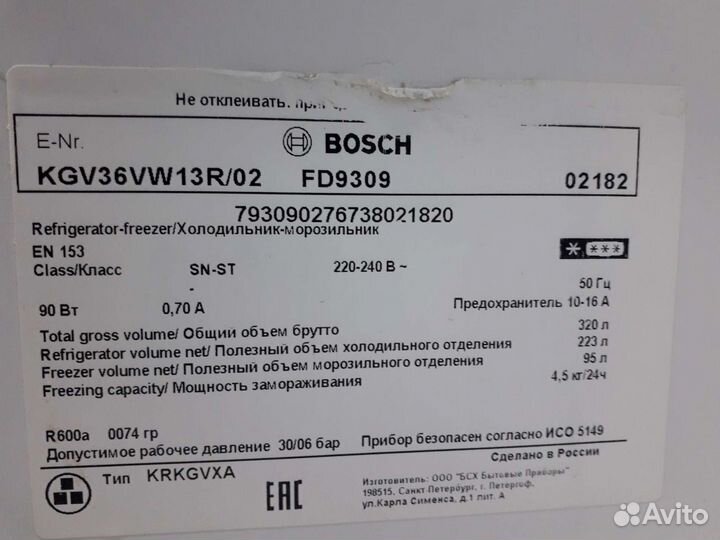 Не отклеивать.
E-Nr.
BOSCH
KGV36VW13R/02 FD9309 02182
793090276738021820
Refrigerator-freezer/Холодильник-морозильник
EN 153
Class/Класс SN-ST 220-240 В ~
- 50 Гц
90 Вт 0,70 А Предохранитель 10-16 А
Total gross volume/ Общий объем брутто 320 л
Refrigerator volume net/ Полезный объем холодильного отделения 223 л
Freezer volume net/ Полезный объем морозильного отделения 95 л
Freezing capacity/ Мощность замораживания 4,5 кг/24ч
R600a 0074 гр
Допустимое рабочее давление 30/06 бар Прибор безопасен согласно ИСО 5149
Сделано в России
Тип KRKGVXA
EAC
Изготовитель: ООО "БСХ Бытовые Приборы"
198515, Санкт-Петербург, г. Петергоф,
ул.Карла Сименса, д.1 лит. А
Avito